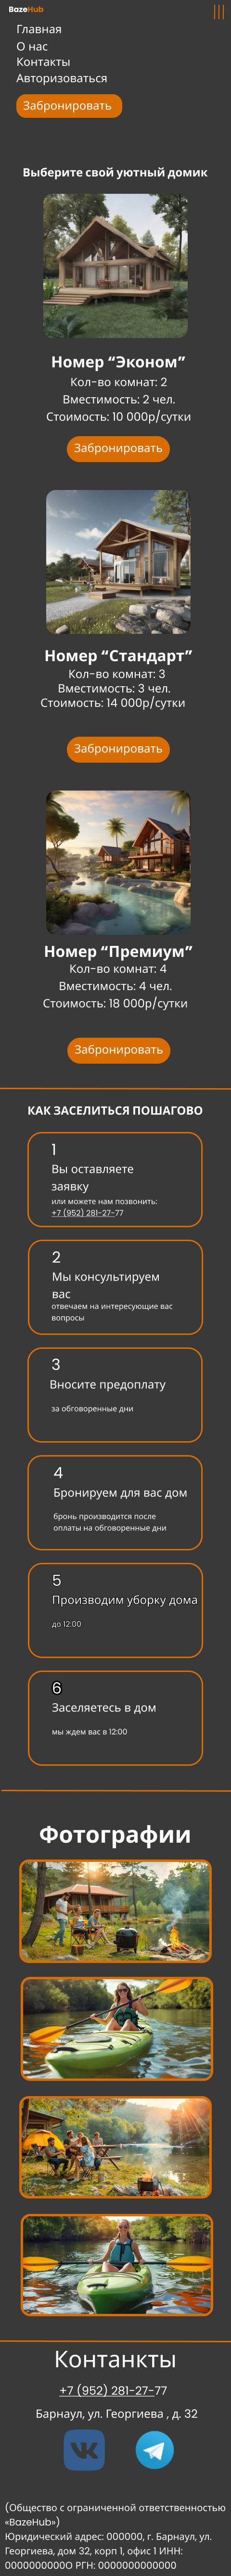 BazeHub
Главная
О нас
Контакты
Авторизоваться
Забронировать
Выберите свой уютный домик
Номер “Эконом”
Кол-во комнат: 2
Вместимость: 2 чел.
Стоимость: 10 000р/сутки
Забронировать
Номер “Стандарт”
Кол-во комнат: 3
Вместимость: 3 чел.
Стоимость: 14 000р/сутки
Забронировать
Номер “Премиум”
Кол-во комнат: 4
Вместимость: 4 чел.
Стоимость: 18 000р/сутки
Забронировать
КАК ЗАСЕЛИТЬСЯ ПОШАГОВО
1
Вы оставляете
заявку
или можете нам позвонить:
+7 (952) 281-27-77
2
Мы консультируем
вас
отвечаем на интересующие вас
вопросы
3
Вносите предоплату
за обговоренные дни
4
Бронируем для вас дом
бронь производится после
оплаты на обговоренные дни
5
Производим уборку дома
до 12:00
6
Заселяетесь в дом
мы ждем вас в 12:00
Фотографии
Контанкты
+7 (952) 281-27-77
Барнаул, ул. Георгиева , д. 32
(Общество с ограниченной ответственностью
«BazeHub»)
Юридический адрес: 000000, г. Барнаул, ул.
Георгиева, дом 32, корп 1, офис 1 ИНН:
0000000000О РГН: 0000000000000